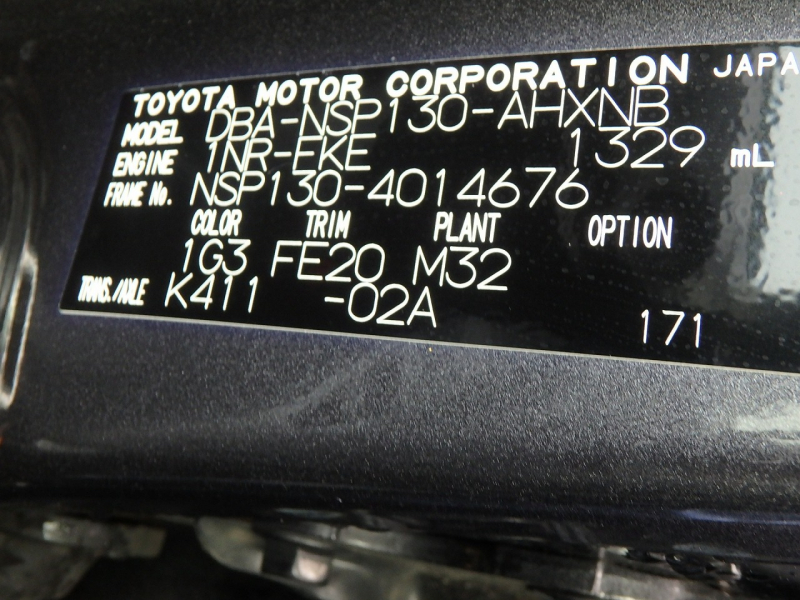 TOYOTA MOTOR CORPORATION JAPA
MODEL DBA-NSP130-AHXNB
ENGINE 1NR-FKE 1329 mL
FRAME No. NSP130-4014676
COLOR TRIM PLANT OPTION
1G3 FE20 M32
TRANS./AXLE K411 -02A
171